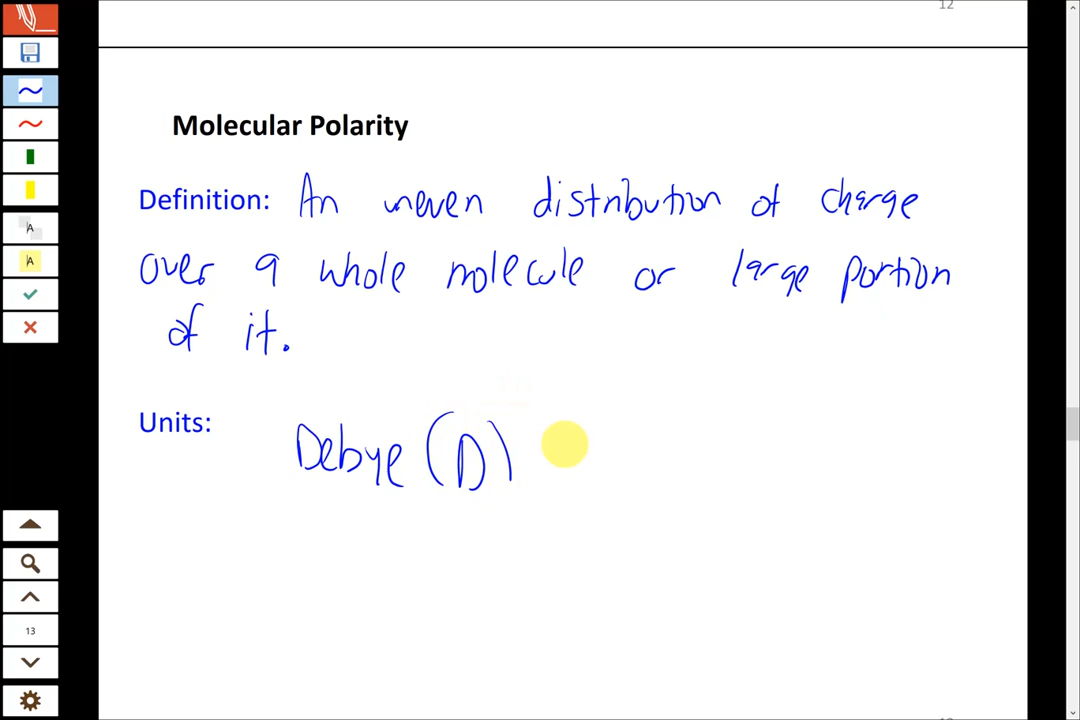 12
Molecular Polarity
Definition: An uneven distribution of charge
over a whole molecule or large portion
of it.
Units: Debye (D)
A
A
13